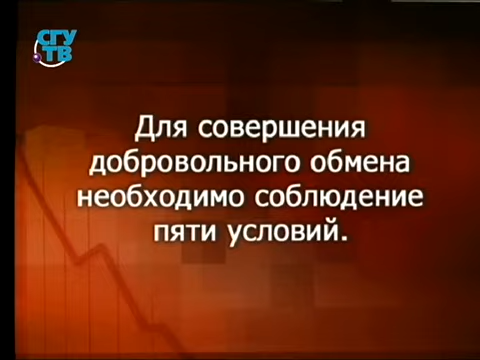 СГУ
ТВ
Для совершения
добровольного обмена
необходимо соблюдение
пяти условий.